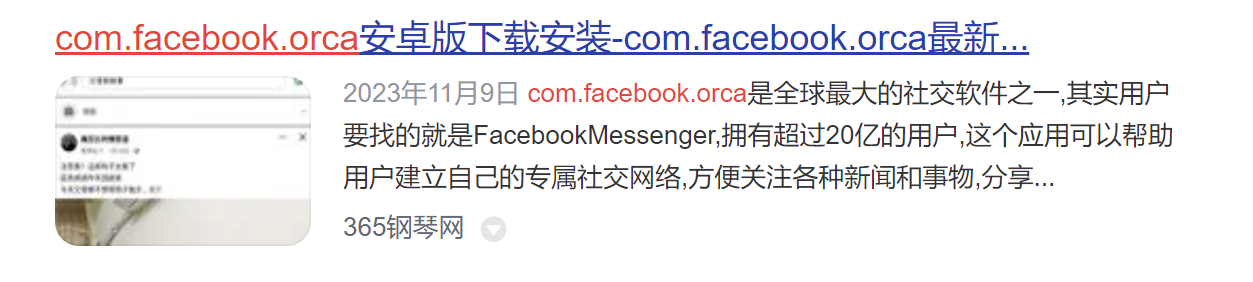 com.facebook.orca安卓版下载安装-com.facebook.orca最新...
2023年11月9日 com.facebook.orca是全球最大的社交软件之一,其实用户
要找的就是FacebookMessenger,拥有超过20亿的用户,这个应用可以帮助
用户建立自己的专属社交网络,方便关注各种新闻和事物,分享...
365钢琴网